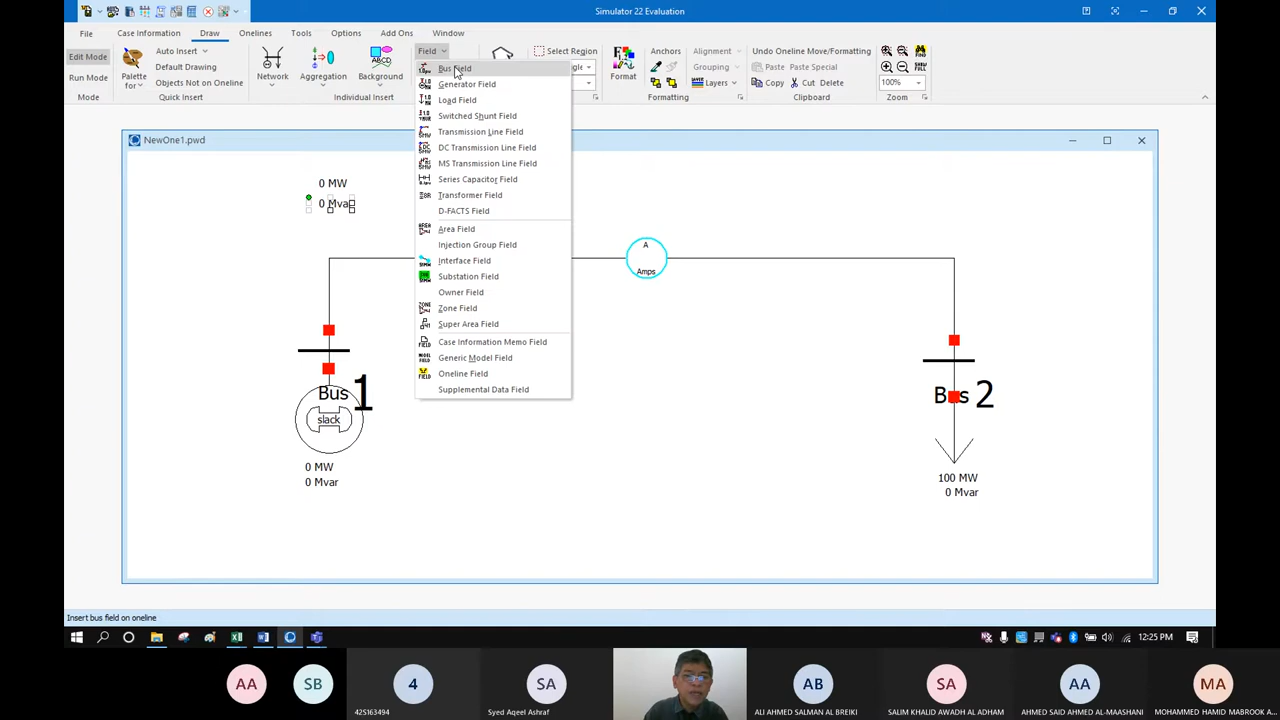 Simulator 22 Evaluation
File Case Information Draw Onelines Tools Options Add Ons Window
Edit Mode
Run Mode
Mode
Palette for
Auto Insert
Default Drawing
Objects Not on Oneline
Quick Insert
Network
Aggregation
Background
Individual Insert
Field
Select Region
Format
Anchors
Alignment
Grouping
Layers
Formatting
Undo Oneline Move/Formatting
Paste Paste Special
Copy Cut Delete
Clipboard
100%
Zoom
Bus Field
Generator Field
Load Field
Switched Shunt Field
Transmission Line Field
DC Transmission Line Field
MS Transmission Line Field
Series Capacitor Field
Transformer Field
D-FACTS Field
Area Field
Injection Group Field
Interface Field
Substation Field
Owner Field
Zone Field
Super Area Field
Case Information Memo Field
Generic Model Field
Oneline Field
Supplemental Data Field
NewOne1.pwd
0 MW
0 Mvar
A
Amps
Bus 1
slack
0 MW
0 Mvar
Bus 2
100 MW
0 Mvar
Insert bus field on oneline
12:25 PM
AA
SB
4
425163494
SA
Syed Aqeel Ashraf
AB
ALI AHMED SALMAN AL BREIKI
SA
SALIM KHALID AWADH AL ADHAM
AA
AHMED SAID AHMED AL-MAASHANI
MA
MOHAMMED HAMID MABROOK A...